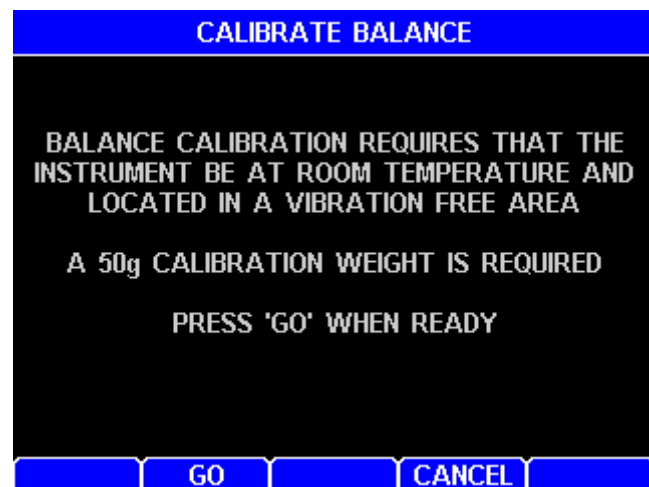 CALIBRATE BALANCE
BALANCE CALIBRATION REQUIRES THAT THE
INSTRUMENT BE AT ROOM TEMPERATURE AND
LOCATED IN A VIBRATION FREE AREA
A 50g CALIBRATION WEIGHT IS REQUIRED
PRESS 'GO' WHEN READY
GO CANCEL